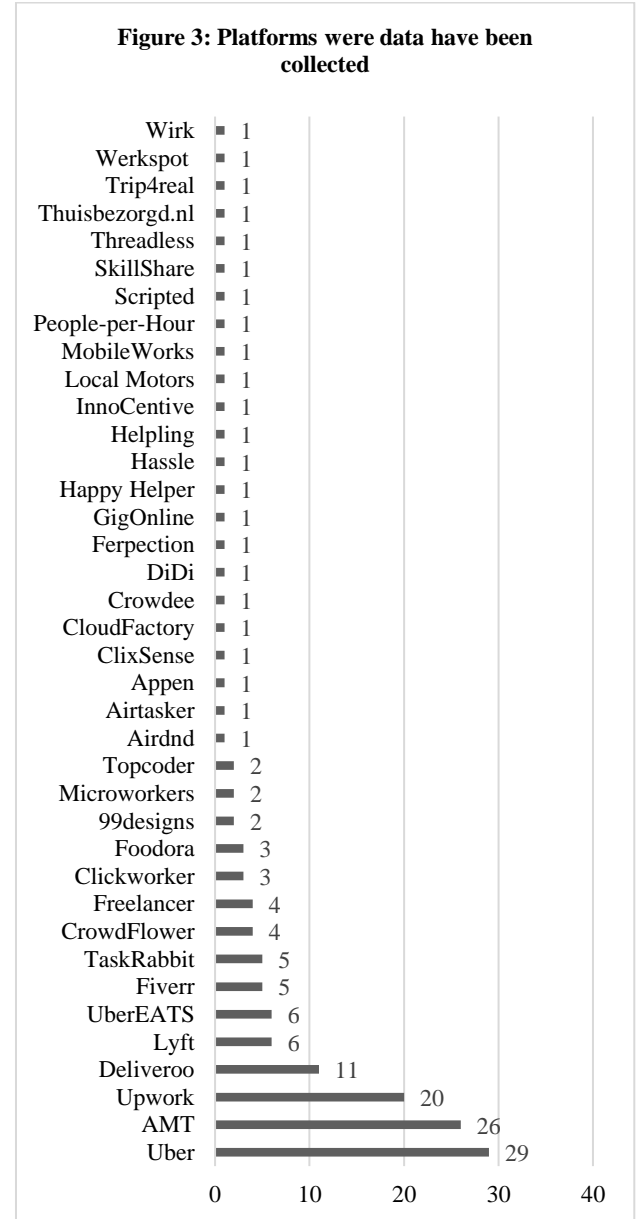 Figure 3: Platforms were data have been
collected
Wirk 1
Werkspot 1
Trip4real 1
Thuisbezorgd.nl 1
Threadless 1
SkillShare 1
Scripted 1
People-per-Hour 1
MobileWorks 1
Local Motors 1
InnoCentive 1
Helpling 1
Hassle 1
Happy Helper 1
GigOnline 1
Ferpection 1
DiDi 1
Crowdee 1
CloudFactory 1
ClixSense 1
Appen 1
Airtasker 1
Airdnd 1
Topcoder 2
Microworkers 2
99designs 2
Foodora 3
Clickworker 3
Freelancer 4
CrowdFlower 4
TaskRabbit 5
Fiverr 5
UberEATS 6
Lyft 6
Deliveroo 11
Upwork 20
AMT 26
Uber 29
0 10 20 30 40